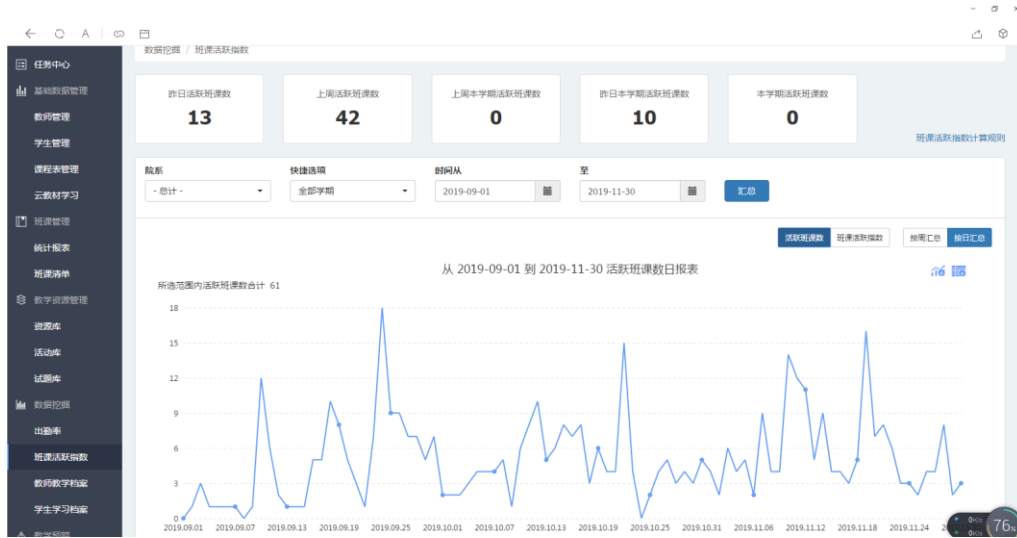 A
数据挖掘 / 班课活跃指数
任务中心
基础数据管理
教师管理
学生管理
课程表管理
云教材学习
班课管理
统计报表
班课清单
教学资源管理
资源库
活动库
试题库
数据挖掘
出勤率
班课活跃指数
教师教学档案
学生学习档案
教学预警
昨日活跃班课数
13
上周活跃班课数
42
上周本学期活跃班课数
0
昨日本学期活跃班课数
10
本学期活跃班课数
0
班课活跃指数计算规则
院系 快捷选项 时间从 至
- 总计 - 全部学期 2019-09-01 2019-11-30 汇总
活跃班课数 班课活跃指数 按周汇总 按日汇总
从 2019-09-01 到 2019-11-30 活跃班课数日报表
所选范围内活跃班课数合计 61
18
15
12
9
6
3
0
2019.09.01 2019.09.07 2019.09.13 2019.09.19 2019.09.25 2019.10.01 2019.10.07 2019.10.13 2019.10.19 2019.10.25 2019.10.31 2019.11.06 2019.11.12 2019.11.18 2019.11.24
0K/s
0K/s
76%